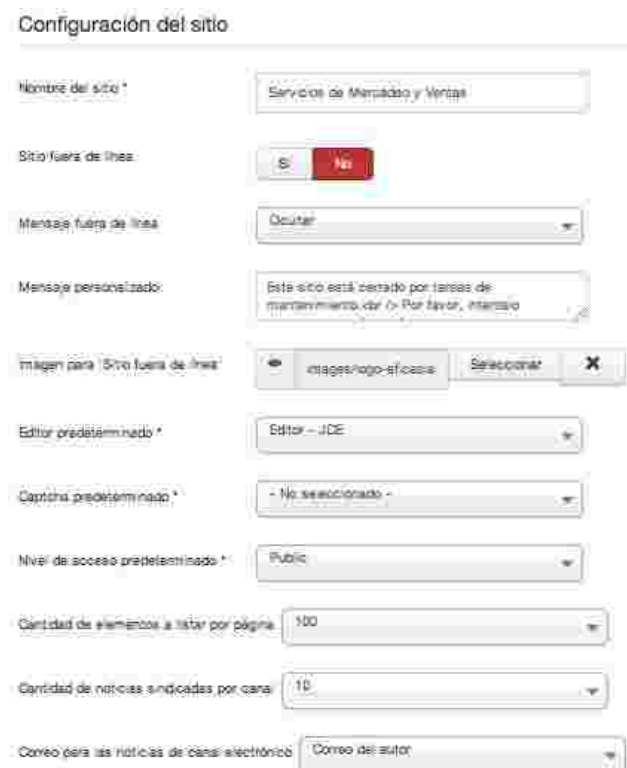 Configuración del sitio
Nombre del sitio *
Servicios de Mercadeo y Ventas
Sitio fuera de línea
Sí No
Mensaje fuera de línea
Ocultar
Mensaje personalizado
Este sitio está cerrado por tareas de
mantenimiento.<br /> Por favor, inténtelo
Imagen para 'Sitio fuera de línea'
images/logo-eficacia Seleccionar
Editor predeterminado *
Editor - JCE
Captcha predeterminado *
- No seleccionado -
Nivel de acceso predeterminado *
Public
Cantidad de elementos a listar por página 100
Cantidad de noticias sindicadas por canal 10
Correo para las noticias de canal electrónico Correo del autor